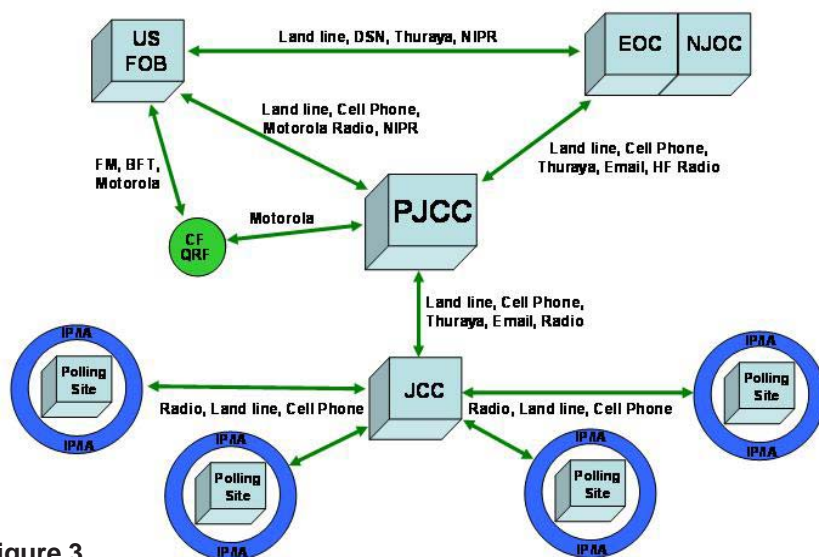 US
FOB
Land line, DSN, Thuraya, NIPR
EOC
NJOC
Land line, Cell Phone,
Motorola Radio, NIPR
Land line, Cell Phone,
Thuraya, Email, HF Radio
FM, BFT,
Motorola
PJCC
Motorola
CF
QRF
Land line, Cell Phone,
Thuraya, Email, Radio
IP/IA
Polling
Site
IP/IA
JCC
IP/IA
Polling
Site
IP/IA
Radio, Land line, Cell Phone
Radio, Land line, Cell Phone
IP/IA
Polling
Site
IP/IA
IP/IA
Polling
Site
IP/IA
igure 3